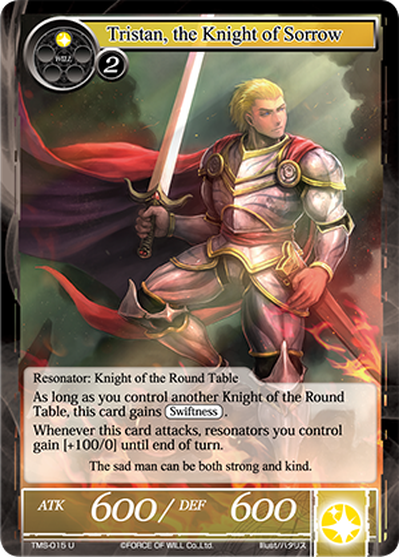 Tristan, the Knight of Sorrow
WILL
2
Resonator: Knight of the Round Table
As long as you control another Knight of the Round
Table, this card gains Swiftness.
Whenever this card attacks, resonators you control
gain [+100/0] until end of turn.
The sad man can be both strong and kind.
ATK 600/ DEF 600
TMS-015 U ©FORCE OF WILL Co.,Ltd. Illust/ハタリス